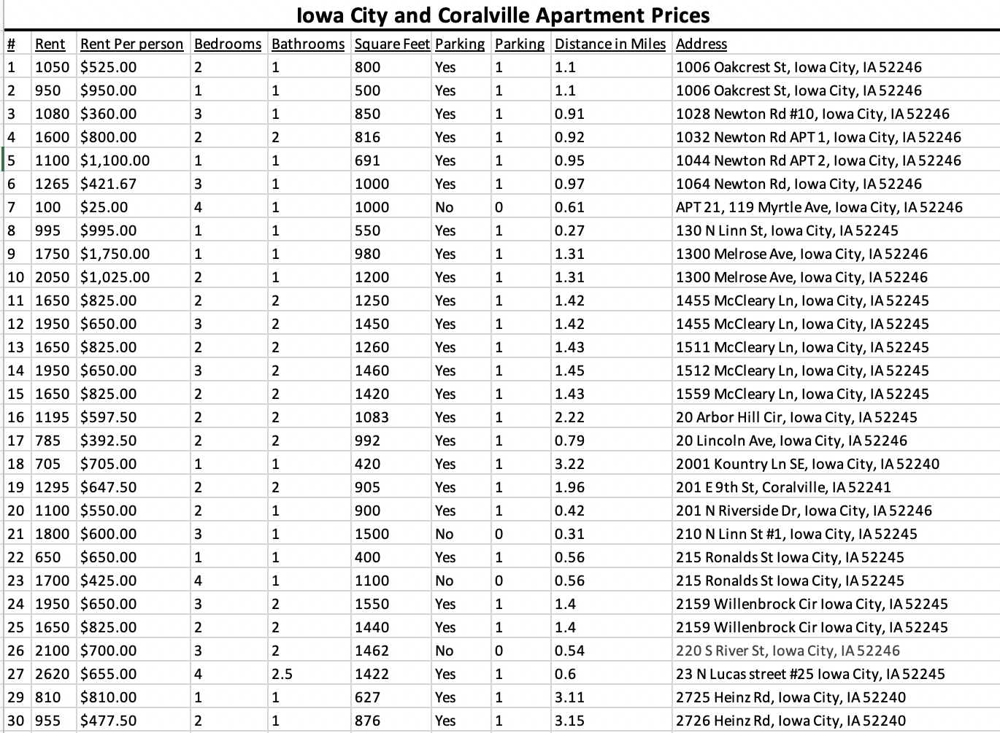 Iowa City and Coralville Apartment Prices
# Rent Rent Per person Bedrooms Bathrooms Square Feet Parking Parking Distance in Miles Address
1 1050 $525.00 2 1 800 Yes 1 1.1 1006 Oakcrest St, Iowa City, IA 52246
2 950 $950.00 1 1 500 Yes 1 1.1 1006 Oakcrest St, Iowa City, IA 52246
3 1080 $360.00 3 1 850 Yes 1 0.91 1028 Newton Rd #10, Iowa City, IA 52246
4 1600 $800.00 2 2 816 Yes 1 0.92 1032 Newton Rd APT 1, Iowa City, IA 52246
5 1100 $1,100.00 1 1 691 Yes 1 0.95 1044 Newton Rd APT 2, Iowa City, IA 52246
6 1265 $421.67 3 1 1000 Yes 1 0.97 1064 Newton Rd, Iowa City, IA 52246
7 100 $25.00 4 1 1000 No 0 0.61 APT 21, 119 Myrtle Ave, Iowa City, IA 52246
8 995 $995.00 1 1 550 Yes 1 0.27 130 N Linn St, Iowa City, IA 52245
9 1750 $1,750.00 1 1 980 Yes 1 1.31 1300 Melrose Ave, Iowa City, IA 52246
10 2050 $1,025.00 2 1 1200 Yes 1 1.31 1300 Melrose Ave, Iowa City, IA 52246
11 1650 $825.00 2 2 1250 Yes 1 1.42 1455 McCleary Ln, Iowa City, IA 52245
12 1950 $650.00 3 2 1450 Yes 1 1.42 1455 McCleary Ln, Iowa City, IA 52245
13 1650 $825.00 2 2 1260 Yes 1 1.43 1511 McCleary Ln, Iowa City, IA 52245
14 1950 $650.00 3 2 1460 Yes 1 1.45 1512 McCleary Ln, Iowa City, IA 52245
15 1650 $825.00 2 2 1420 Yes 1 1.43 1559 McCleary Ln, Iowa City, IA 52245
16 1195 $597.50 2 2 1083 Yes 1 2.22 20 Arbor Hill Cir, Iowa City, IA 52245
17 785 $392.50 2 2 992 Yes 1 0.79 20 Lincoln Ave, Iowa City, IA 52246
18 705 $705.00 1 1 420 Yes 1 3.22 2001 Kountry Ln SE, Iowa City, IA 52240
19 1295 $647.50 2 2 905 Yes 1 1.96 201 E 9th St, Coralville, IA 52241
20 1100 $550.00 2 1 900 Yes 1 0.42 201 N Riverside Dr, Iowa City, IA 52246
21 1800 $600.00 3 1 1500 No 0 0.31 210 N Linn St #1, Iowa City, IA 52245
22 650 $650.00 1 1 400 Yes 1 0.56 215 Ronalds St Iowa City, IA 52245
23 1700 $425.00 4 1 1100 No 0 0.56 215 Ronalds St Iowa City, IA 52245
24 1950 $650.00 3 2 1550 Yes 1 1.4 2159 Willenbrock Cir Iowa City, IA 52245
25 1650 $825.00 2 2 1440 Yes 1 1.4 2159 Willenbrock Cir Iowa City, IA 52245
26 2100 $700.00 3 2 1462 No 0 0.54 220 S River St, Iowa City, IA 52246
27 2620 $655.00 4 2.5 1422 Yes 1 0.6 23 N Lucas street #25 Iowa City, IA 52245
29 810 $810.00 1 1 627 Yes 1 3.11 2725 Heinz Rd, Iowa City, IA 52240
30 955 $477.50 2 1 876 Yes 1 3.15 2726 Heinz Rd, Iowa City, IA 52240